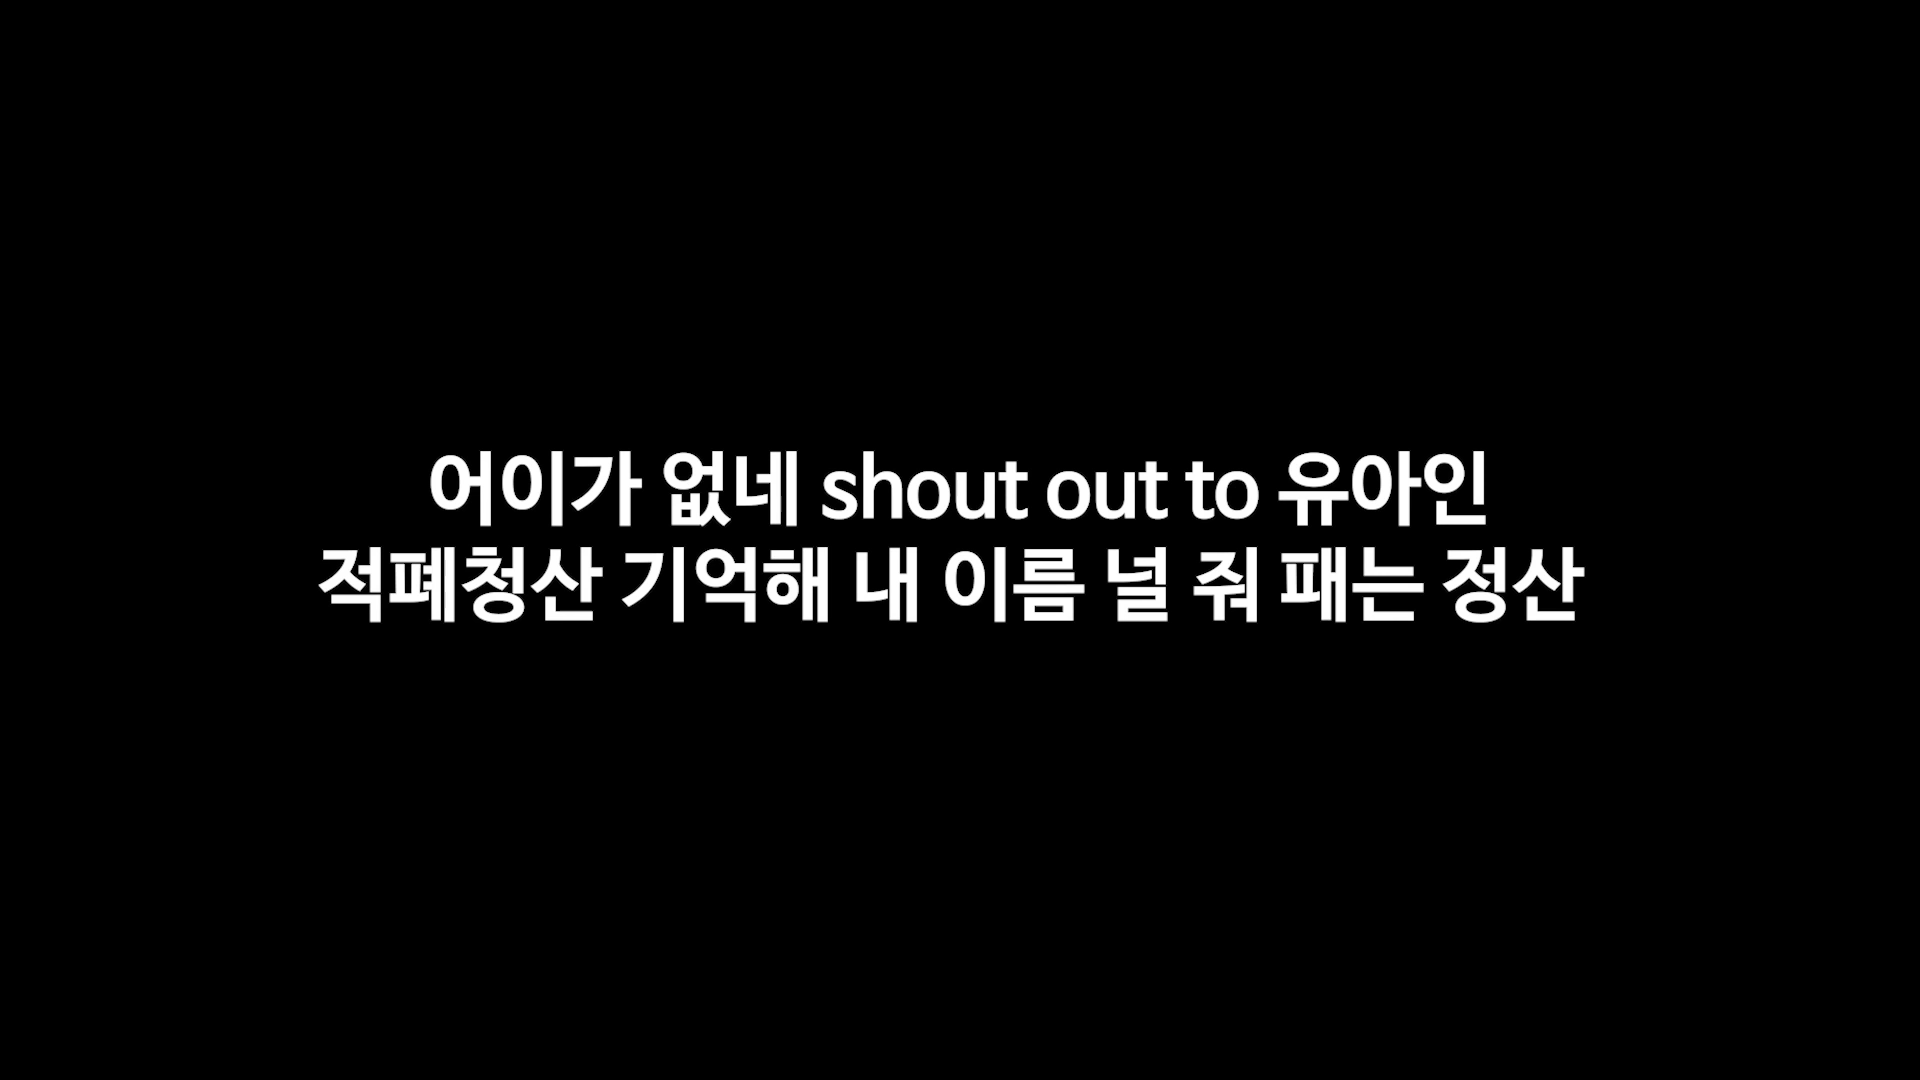 어이가 없네 shout out to 유아인
적폐청산 기억해 내 이름 널 줘 패는 정산